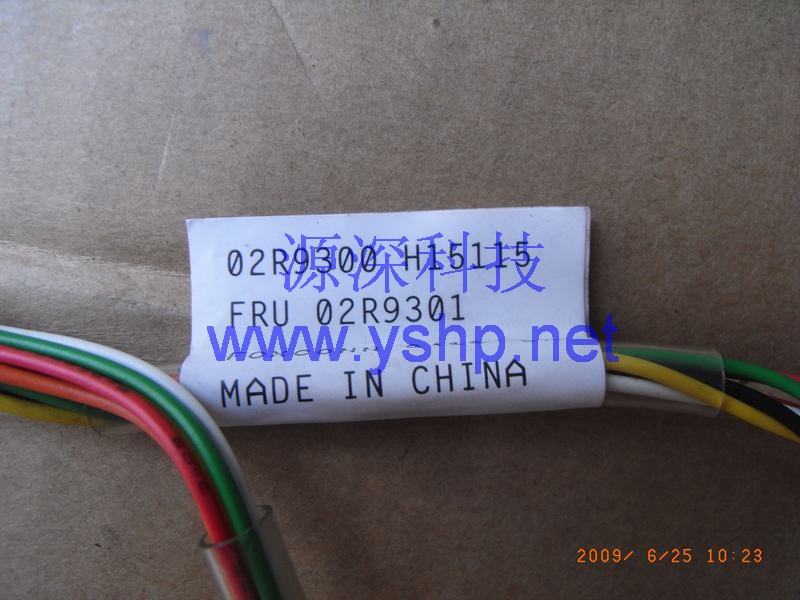 02R9300 H15115
源深科技
FRU 02R9301
www.yshp.net
MADE IN CHINA
2009/ 6/25 10:23